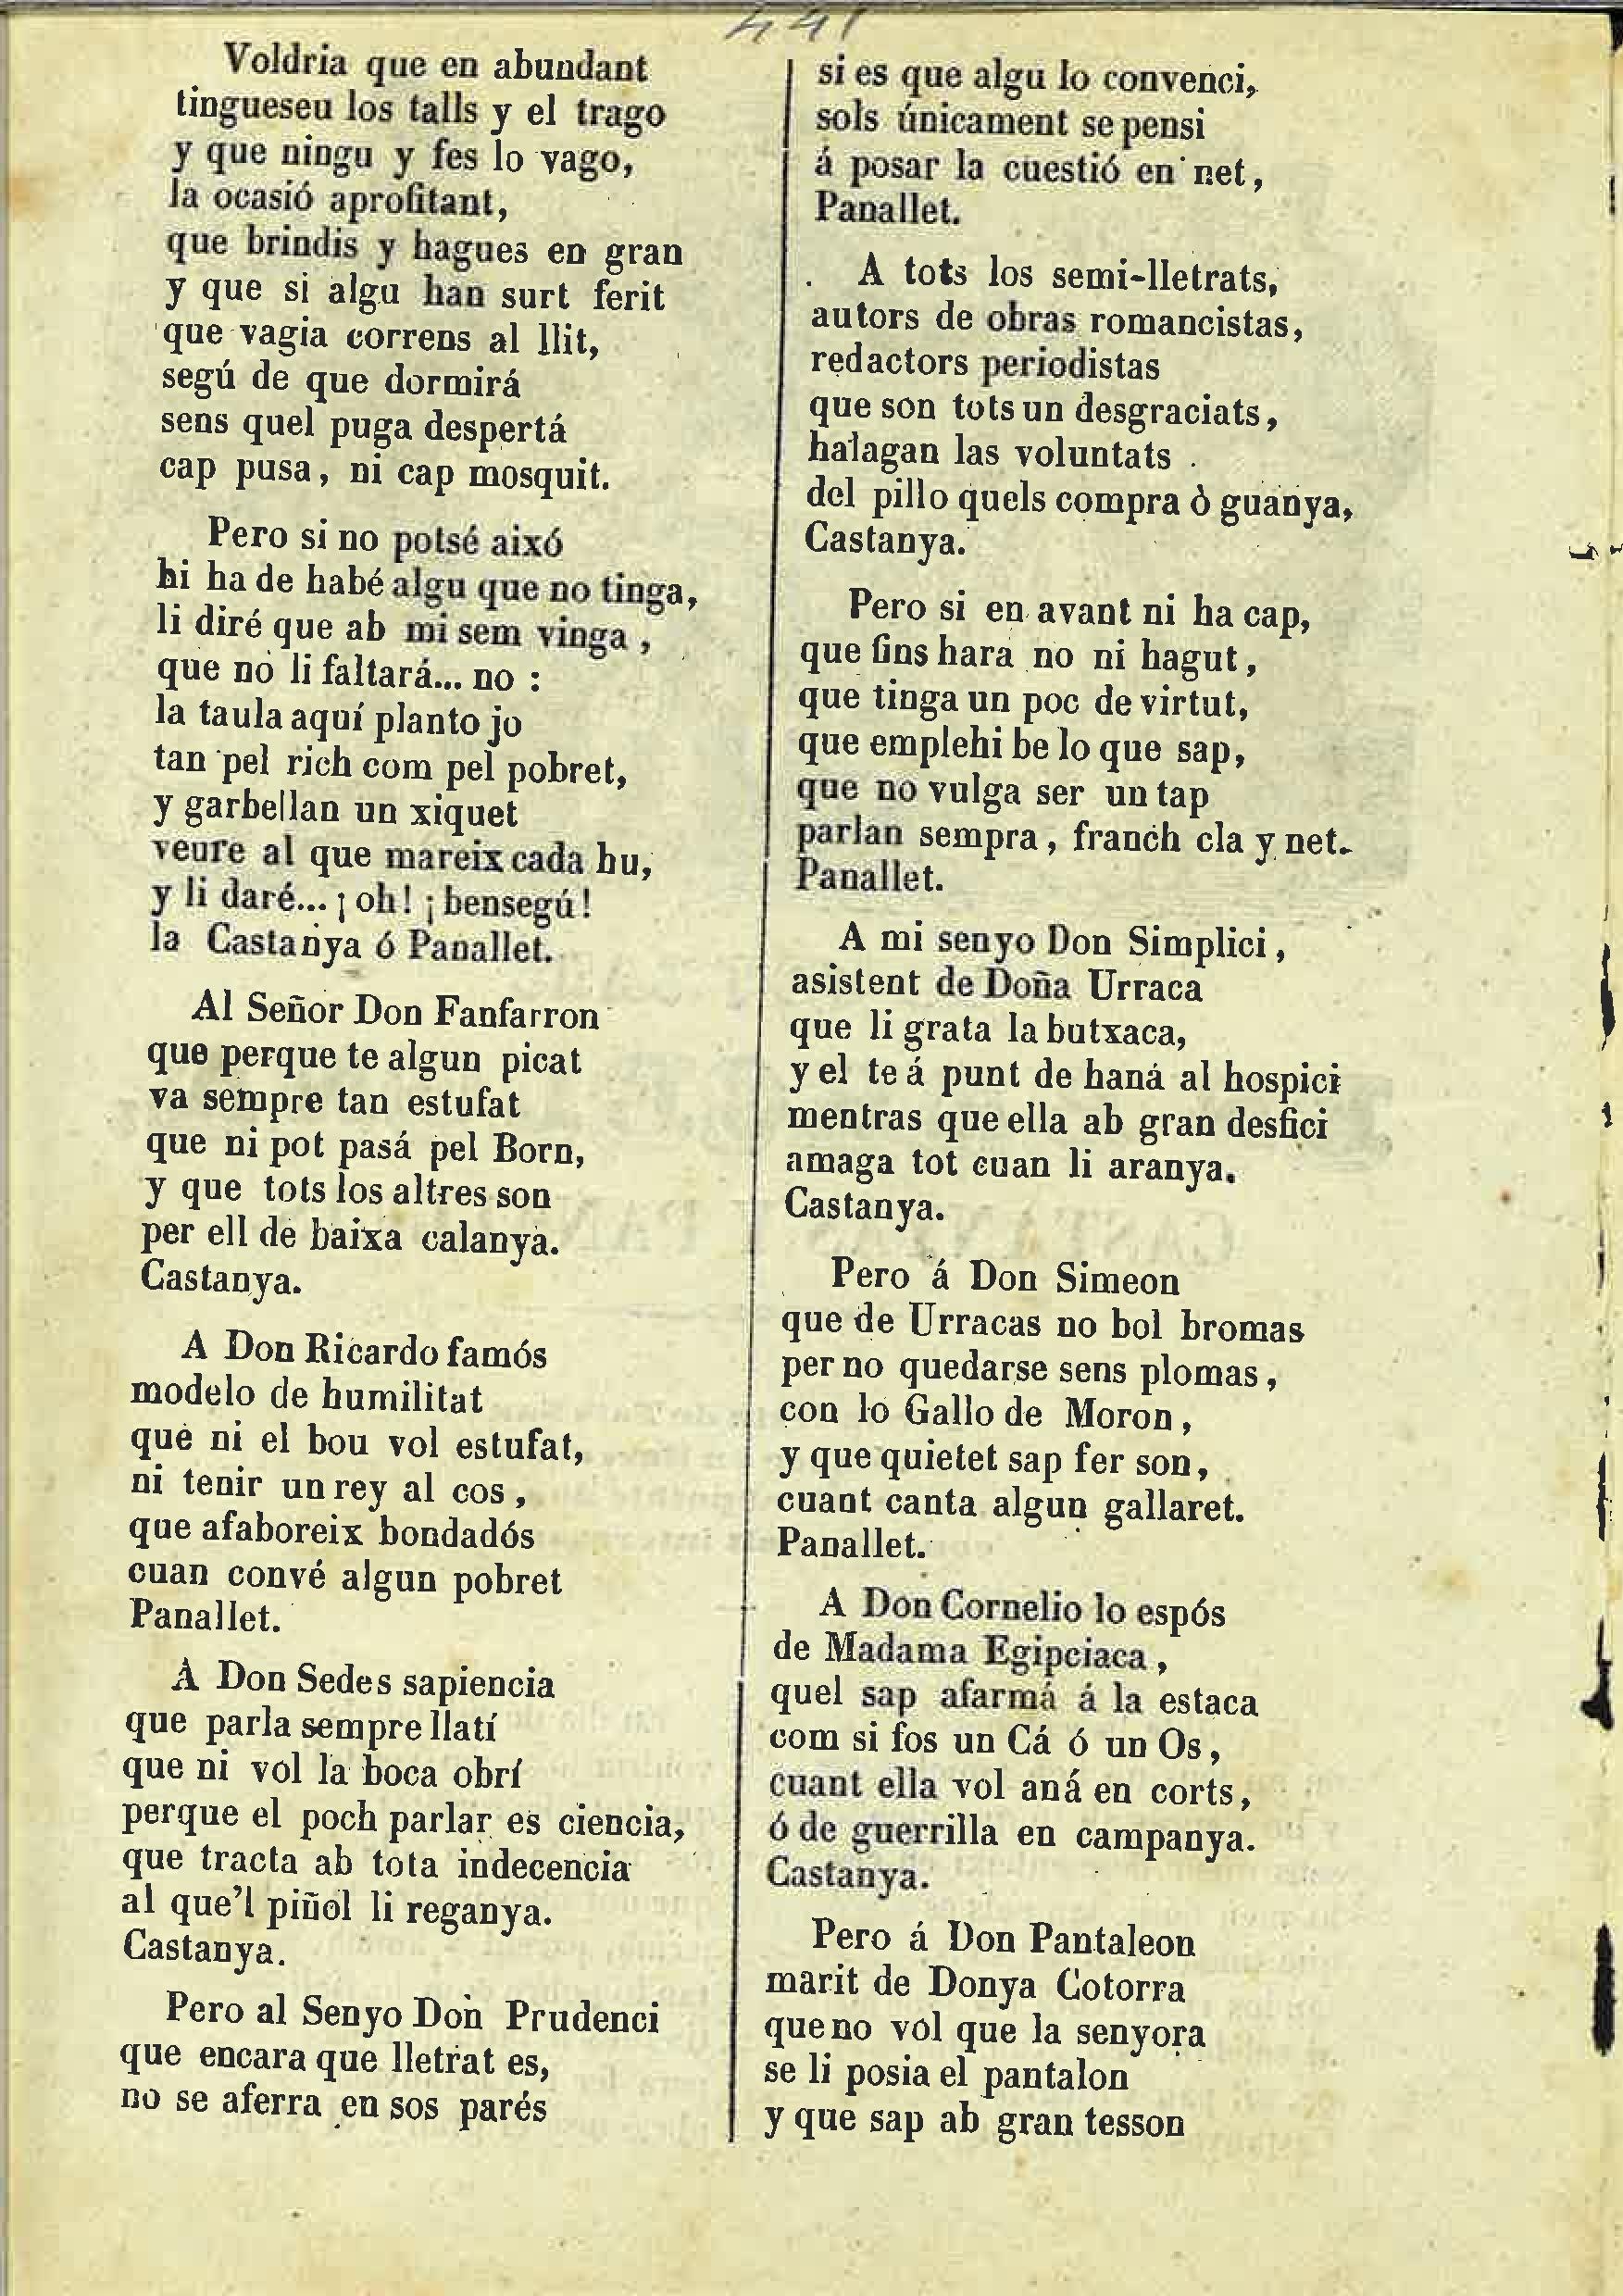 441
Voldria que en abundant
tingueseu los talls y el trago
y que ningu y fes lo vago,
la ocasió aprofitant,
que brindis y hagues en gran
y que si algu han surt ferit
que vagia correns al llit,
segú de que dormirá
sens quel puga despertá
cap pusa, ni cap mosquit.
Pero si no potsé aixó
hi ha de habé algu que no tinga,
li diré que ab mi sem vinga,
que no li faltará... no :
la taula aquí planto jo
tan pel rich com pel pobret,
y garbellan un xiquet
veure al que mareix cada hu,
y li daré... ¡oh! ¡bensegú!
la Castanya ó Panallet.
Al Señor Don Fanfarron
que perque te algun picat
va sempre tan estufat
que ni pot pasá pel Born,
y que tots los altres son
per ell de baixa calanya.
Castanya.
A Don Ricardo famós
modelo de humilitat
que ni el bou vol estufat,
ni tenir un rey al cos,
que afaboreix bondadós
cuan convé algun pobret
Panallet.
Á Don Sedes sapiencia
que parla sempre llatí
que ni vol la boca obrí
perque el poch parlar es ciencia,
que tracta ab tota indecencia
al que'l piñol li reganya.
Castanya.
Pero al Senyo Don Prudenci
que encara que lletrat es,
no se aferra en sos parés
si es que algu lo convenci,
sols únicament se pensi
á posar la cuestió en net,
Panallet.
A tots los semi-lletrats,
autors de obras romancistas,
redactors periodistas
que son tots un desgraciats,
halagan las voluntats
del pillo quels compra ò guanya,
Castanya.
Pero si en avant ni ha cap,
que fins hara no ni hagut,
que tinga un poc de virtut,
que emplehi be lo que sap,
que no vulga ser un tap
parlan sempra, franch cla y net.
Panallet.
A mi senyo Don Simplici,
asistent de Doña Urraca
que li grata la butxaca,
y el te á punt de haná al hospici
mentras que ella ab gran desfici
amaga tot cuan li aranya.
Castanya.
Pero á Don Simeon
que de Urracas no bol bromas
per no quedarse sens plomas,
con lo Gallo de Moron,
y que quietet sap fer son,
cuant canta algun gallaret.
Panallet.
A Don Cornelio lo espós
de Madama Egipciaca,
quel sap afarmá á la estaca
com si fos un Cá ó un Os,
cuant ella vol aná en corts,
ó de guerrilla en campanya.
Castanya.
Pero á Don Pantaleon
marit de Donya Cotorra
que no vol que la senyora
se li posia el pantalon
y que sap ab gran tesson